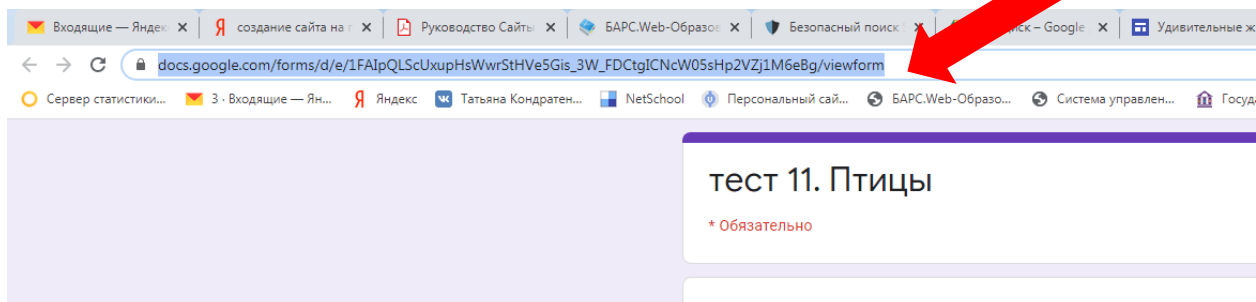 Входящие — Яндек Я создание сайта на г Руководство Сайты БАРС.Web-Образов Безопасный поиск иск – Google Удивительные ж
docs.google.com/forms/d/e/1FAIpQLScUxupHsWwrStHVe5Gis_3W_FDCtgICNcW05sHp2VZj1M6eBg/viewform
Сервер статистики... 3 · Входящие — Ян... Я Яндекс Татьяна Кондратен... NetSchool Персональный сай... БАРС.Web-Образо... Система управлен... Госуда
тест 11. Птицы
* Обязательно